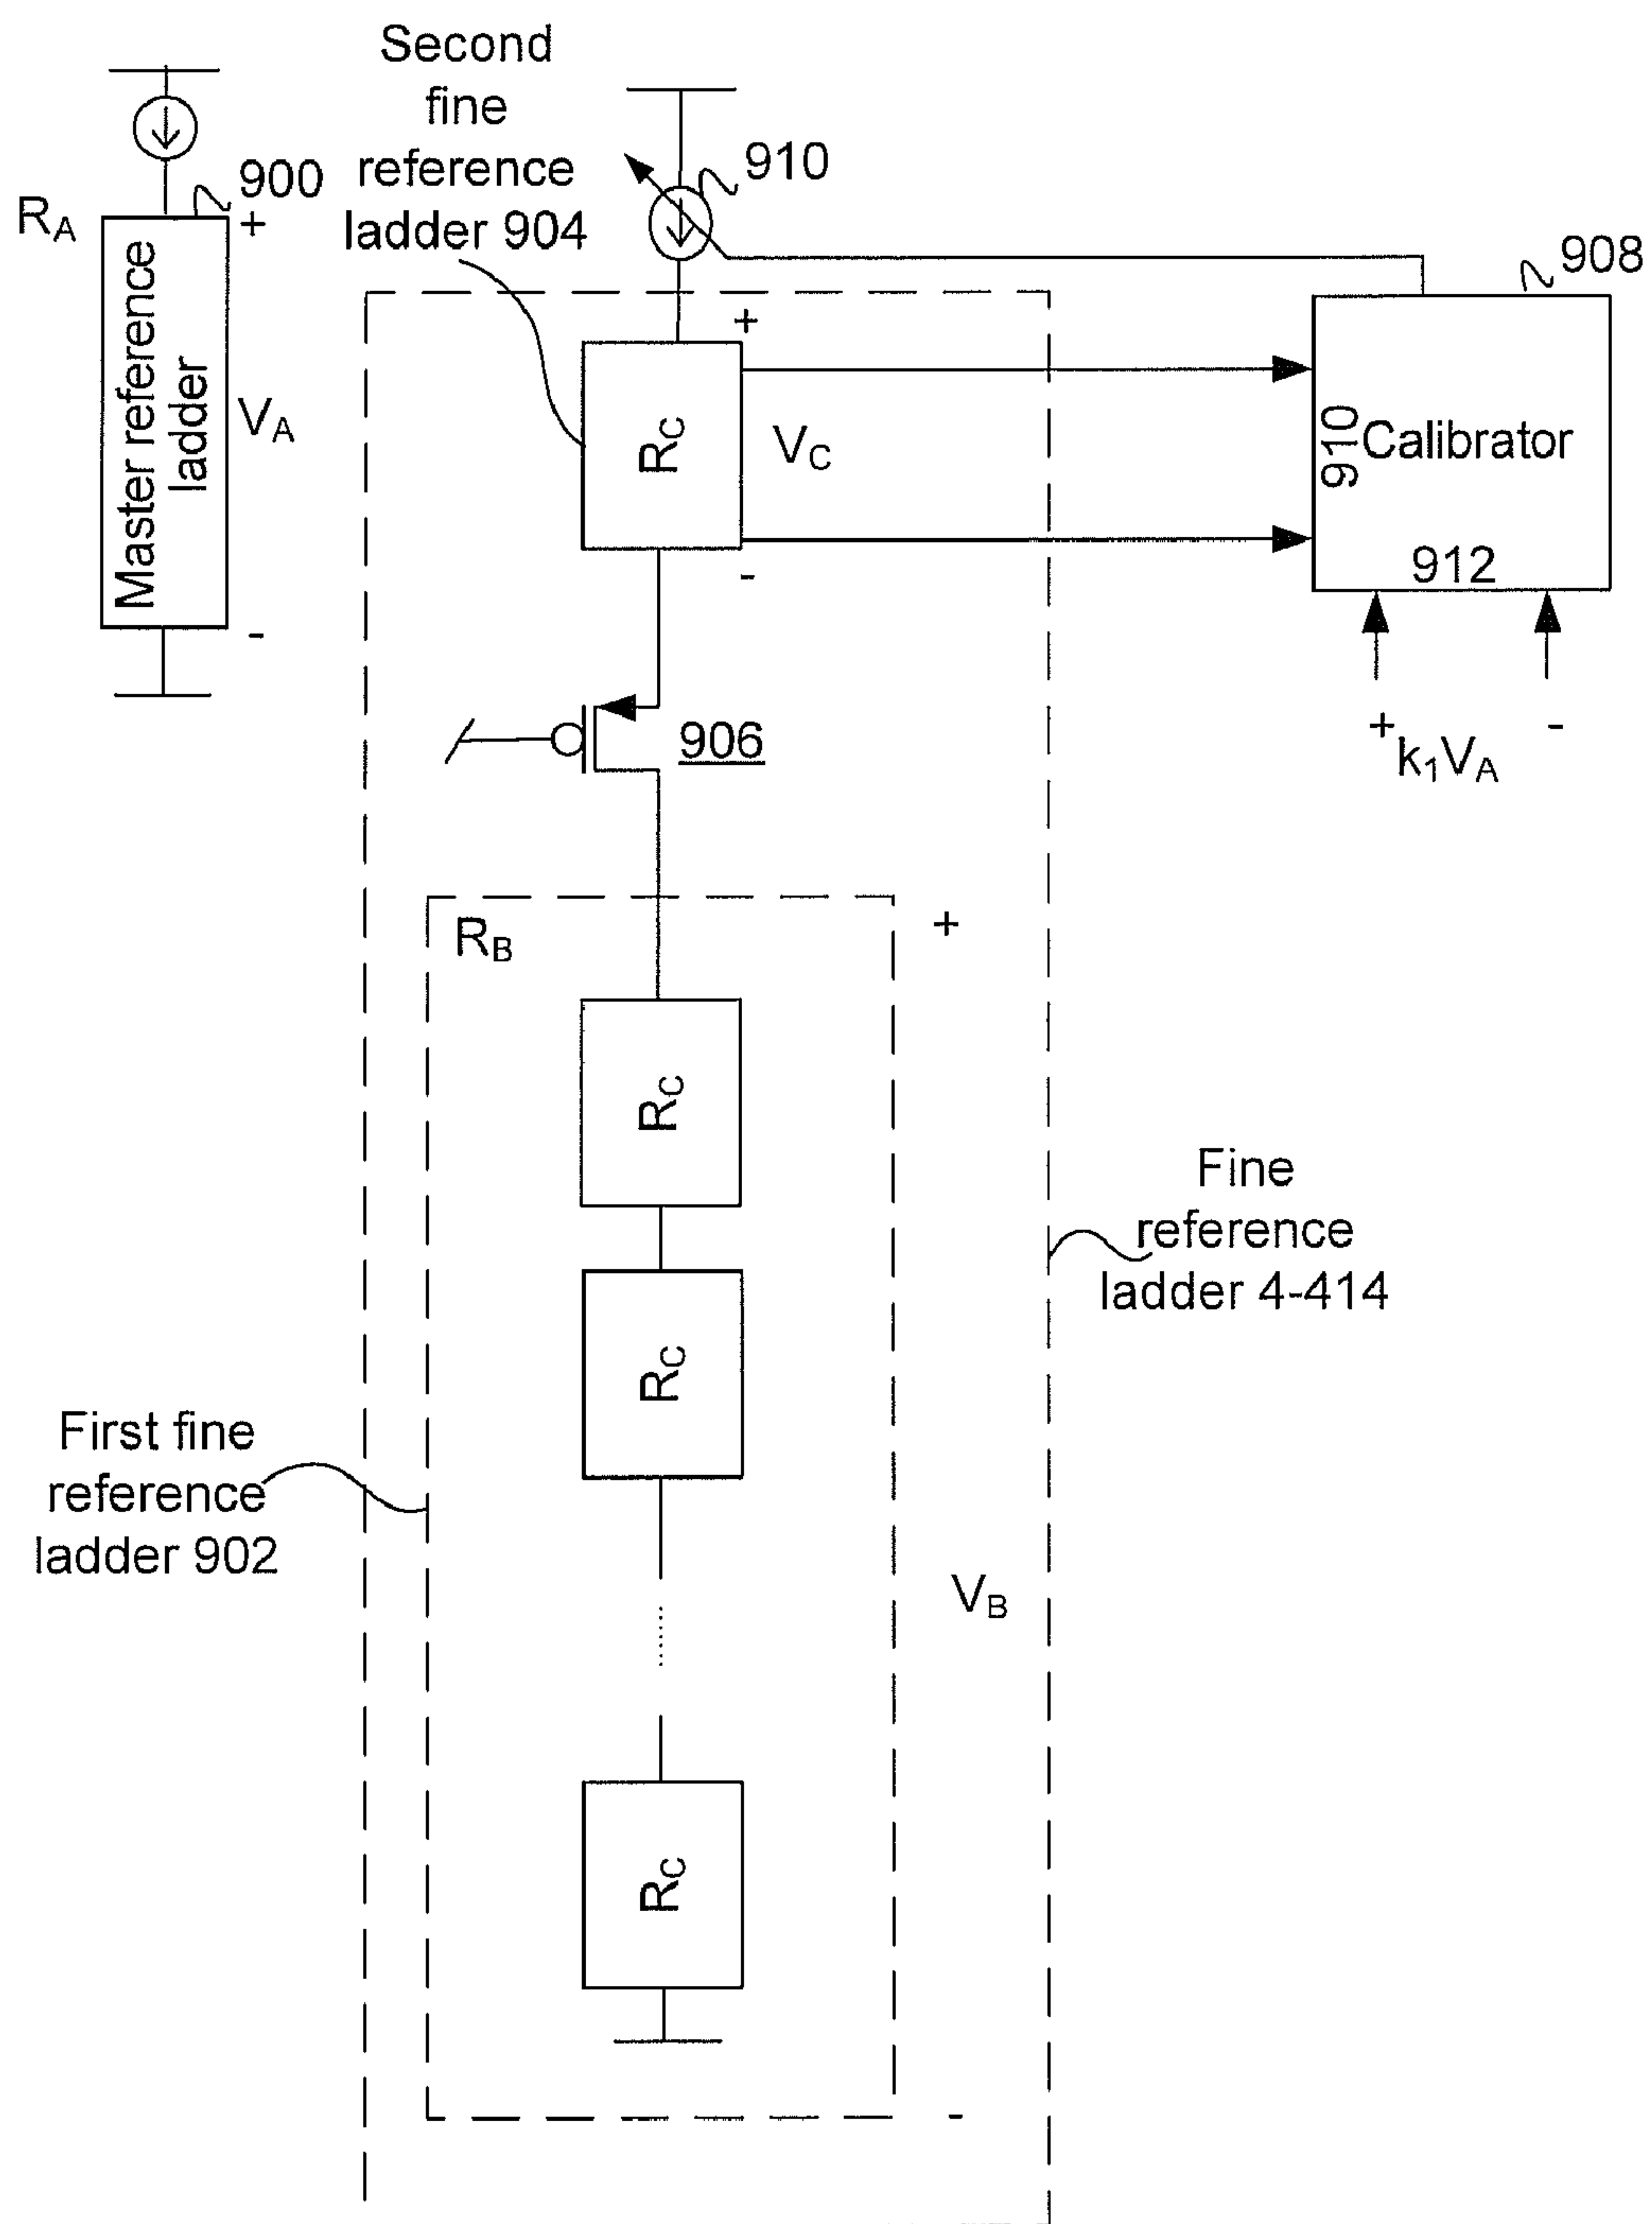 Second
fine
reference
ladder 904
910
900
R_A
+
Master reference
ladder
V_A
-
908
+
R_C
V_C
-
910
Calibrator
912
+
-
k₁V_A
906
R_B
+
R_C
R_C
Fine
reference
ladder 4-414
First fine
reference
ladder 902
V_B
R_C
-